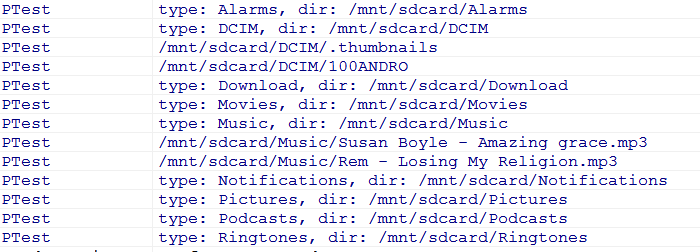 PTest type: Alarms, dir: /mnt/sdcard/Alarms
PTest type: DCIM, dir: /mnt/sdcard/DCIM
PTest /mnt/sdcard/DCIM/.thumbnails
PTest /mnt/sdcard/DCIM/100ANDRO
PTest type: Download, dir: /mnt/sdcard/Download
PTest type: Movies, dir: /mnt/sdcard/Movies
PTest type: Music, dir: /mnt/sdcard/Music
PTest /mnt/sdcard/Music/Susan Boyle - Amazing grace.mp3
PTest /mnt/sdcard/Music/Rem - Losing My Religion.mp3
PTest type: Notifications, dir: /mnt/sdcard/Notifications
PTest type: Pictures, dir: /mnt/sdcard/Pictures
PTest type: Podcasts, dir: /mnt/sdcard/Podcasts
PTest type: Ringtones, dir: /mnt/sdcard/Ringtones